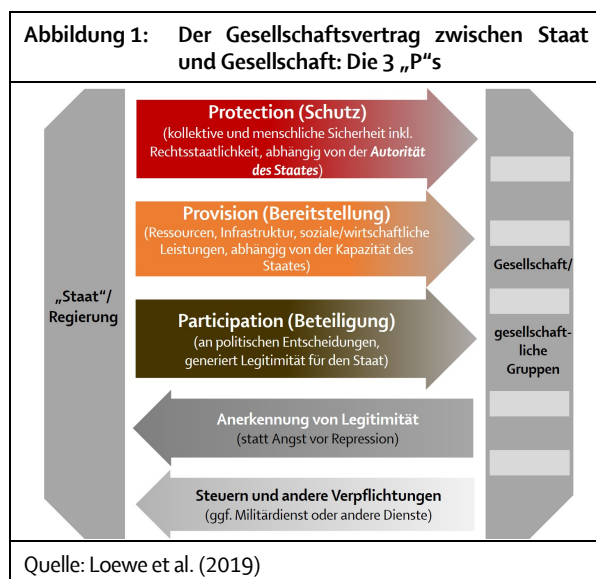 Abbildung 1: Der Gesellschaftsvertrag zwischen Staat
und Gesellschaft: Die 3 „P“s
Protection (Schutz)
(kollektive und menschliche Sicherheit inkl.
Rechtsstaatlichkeit, abhängig von der Autorität
des Staates)
Provision (Bereitstellung)
(Ressourcen, Infrastruktur, soziale/wirtschaftliche
Leistungen, abhängig von der Kapazität des
Staates)
„Staat“/
Regierung
Gesellschaft/
gesellschaft-
liche
Gruppen
Participation (Beteiligung)
(an politischen Entscheidungen,
generiert Legitimität für den Staat)
Anerkennung von Legitimität
(statt Angst vor Repression)
Steuern und andere Verpflichtungen
(ggf. Militärdienst oder andere Dienste)
Quelle: Loewe et al. (2019)